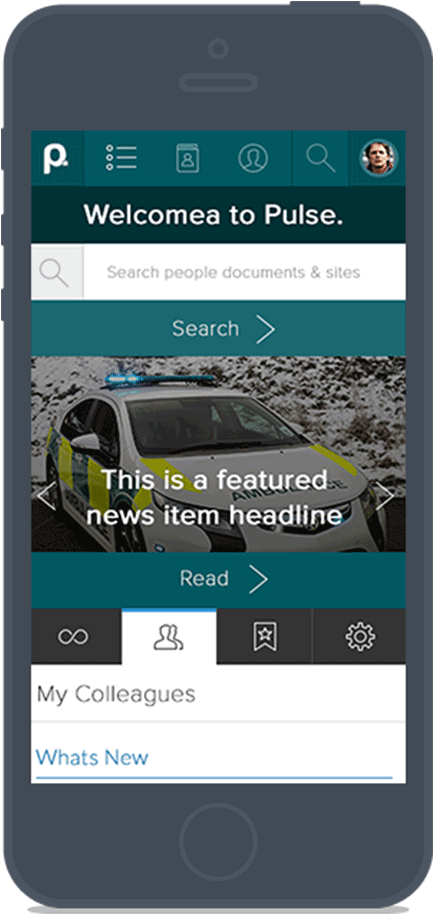 p.
Welcomea to Pulse.
Search people documents & sites
Search
AMBULANCE
This is a featured
news item headline
Read
My Colleagues
Whats New